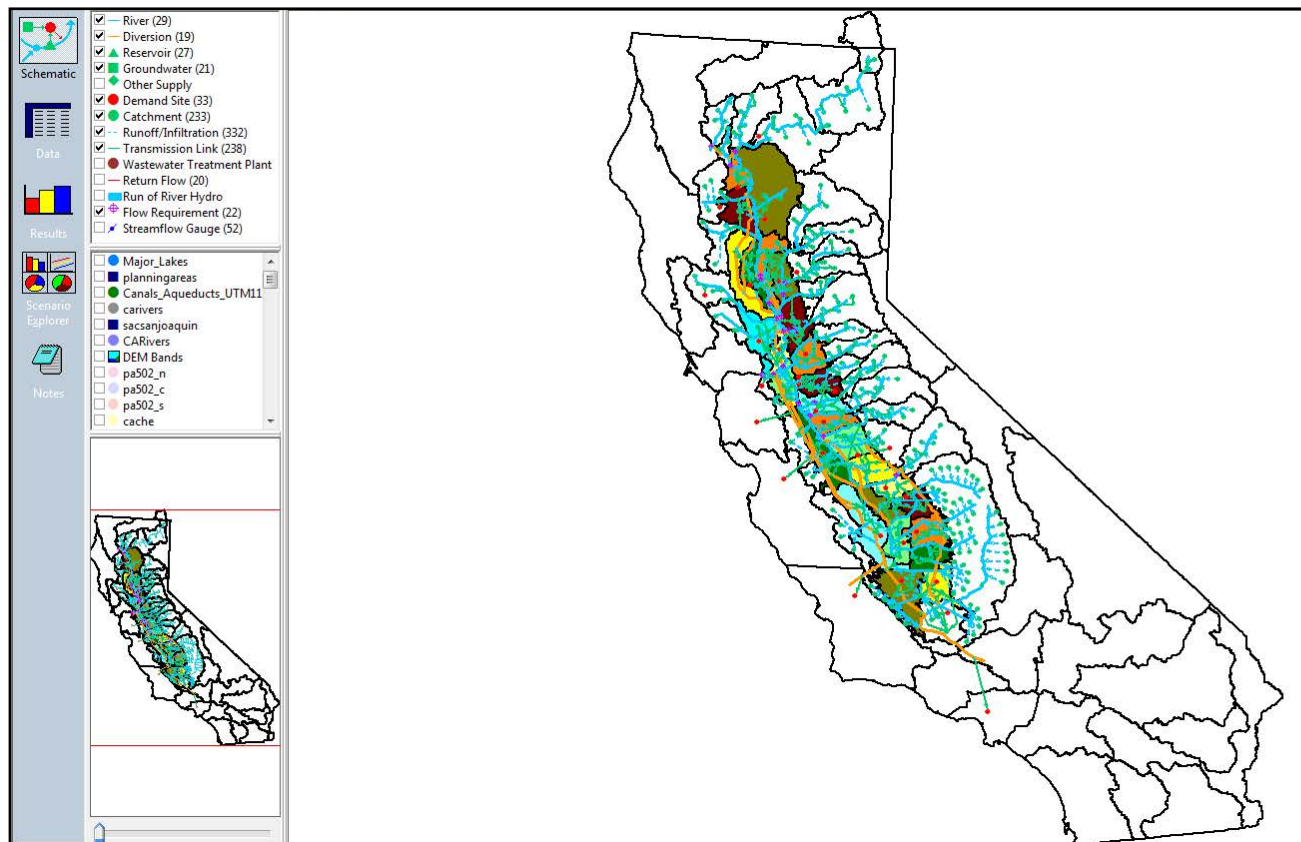 Schematic
Data
Results
Scenario
Explorer
Notes
River (29)
Diversion (19)
Reservoir (27)
Groundwater (21)
Other Supply
Demand Site (33)
Catchment (233)
Runoff/Infiltration (332)
Transmission Link (238)
Wastewater Treatment Plant
Return Flow (20)
Run of River Hydro
Flow Requirement (22)
Streamflow Gauge (52)
Major_Lakes
planningareas
Canals_Aqueducts_UTM11
carivers
sacsanjoaquin
CARivers
DEM Bands
pa502_n
pa502_c
pa502_s
cache